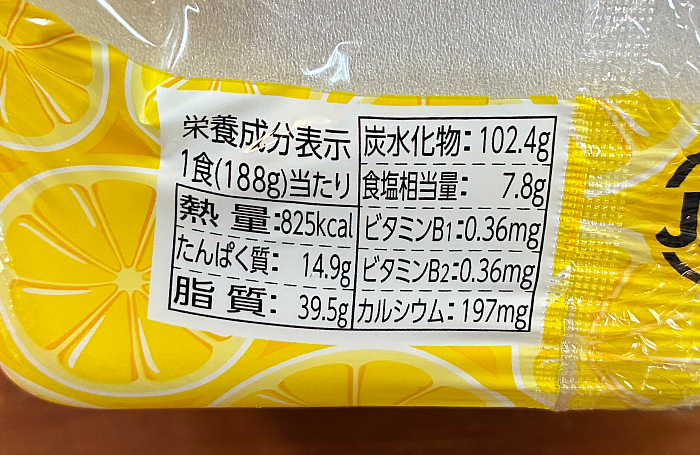 栄養成分表示
1食(188g)当たり
熱量:825kcal
たんぱく質: 14.9g
脂質: 39.5g
炭水化物: 102.4g
食塩相当量: 7.8g
ビタミンB1:0.36mg
ビタミンB2:0.36mg
カルシウム:197mg
J